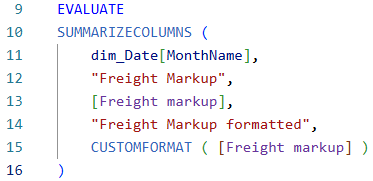 9 EVALUATE
10 SUMMARIZECOLUMNS (
11 dim_Date[MonthName],
12 "Freight Markup",
13 [Freight markup],
14 "Freight Markup formatted",
15 CUSTOMFORMAT ( [Freight markup] )
16 )